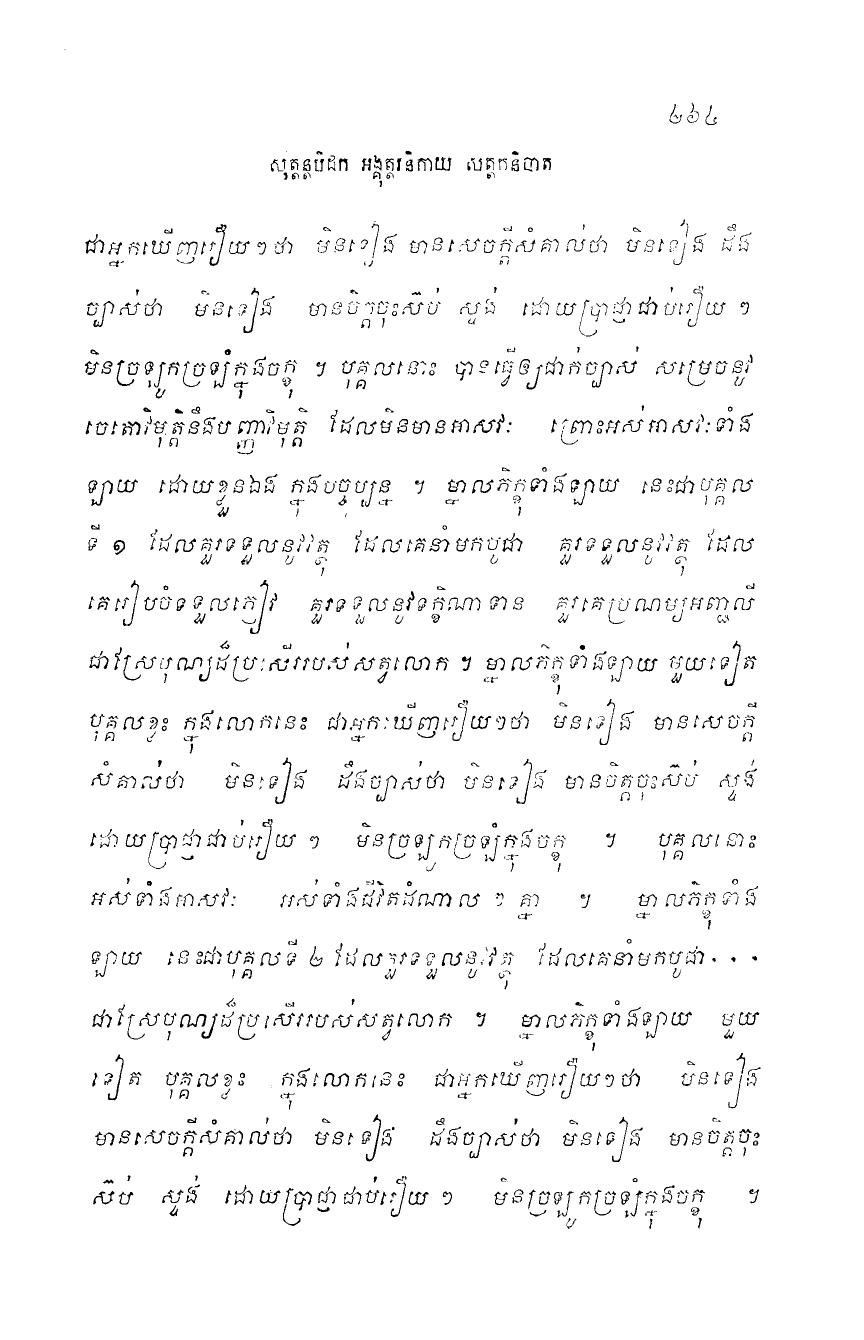 ២៦៤
សុត្តន្តបិដក អង្គុត្តរនិកាយ សត្តកនិបាត
ជាអ្នកឃើញរឿយៗថា មិនទៀង មានសេចក្តីសំគាល់ថា មិនទៀង ដឹង
ច្បាស់ថា មិនទៀង មានចិត្តចុះស៊ប់ ស្ទង់ ដោយប្រាជ្ញាជាប់រឿយ ៗ
មិនច្រឡូកច្រឡំក្នុងចក្ខុ ។ បុគ្គលនោះ បានធ្វើឲ្យជាក់ច្បាស់ សម្រេចនូវ
ចេតោវិមុត្តិនឹងបញ្ញាវិមុត្តិ ដែលមិនមានអាសវៈ ព្រោះអស់អាសវៈទាំង
ឡាយ ដោយខ្លួនឯង ក្នុងបច្ចុប្បន្ន ។ ម្នាលភិក្ខុទាំងឡាយ នេះជាបុគ្គល
ទី ១ ដែលគួរទទួលនូវវត្ថុ ដែលគេនាំមកបូជា គួរទទួលនូវវត្ថុ ដែល
គេរៀបចំទទួលភ្ញៀវ គួរទទួលនូវទក្ខិណាទាន គួរគេប្រណម្យអញ្ជលី
ជាស្រែបុណ្យដ៏ប្រសើររបស់សត្វលោក ។ ម្នាលភិក្ខុទាំងឡាយ មួយទៀត
បុគ្គលខ្លះ ក្នុងលោកនេះ ជាអ្នកឃើញរឿយៗថា មិនទៀង មានសេចក្តី
សំគាល់ថា មិនទៀង ដឹងច្បាស់ថា មិនទៀង មានចិត្តចុះស៊ប់ ស្ទង់
ដោយប្រាជ្ញាជាប់រឿយ ៗ មិនច្រឡូកច្រឡំក្នុងចក្ខុ ។ បុគ្គលនោះ
អស់ទាំងអាសវៈ អស់ទាំងជីវិតដំណាល ៗ គ្នា ។ ម្នាលភិក្ខុទាំង
ឡាយ នេះជាបុគ្គលទី ២ ដែលគួរទទួលនូវវត្ថុ ដែលគេនាំមកបូជា . . .
ជាស្រែបុណ្យដ៏ប្រសើររបស់សត្វលោក ។ ម្នាលភិក្ខុទាំងឡាយ មួយ
ទៀត បុគ្គលខ្លះ ក្នុងលោកនេះ ជាអ្នកឃើញរឿយៗថា មិនទៀង
មានសេចក្តីសំគាល់ថា មិនទៀង ដឹងច្បាស់ថា មិនទៀង មានចិត្តចុះ
ស៊ប់ ស្ទង់ ដោយប្រាជ្ញាជាប់រឿយ ៗ មិនច្រឡូកច្រឡំក្នុងចក្ខុ ។